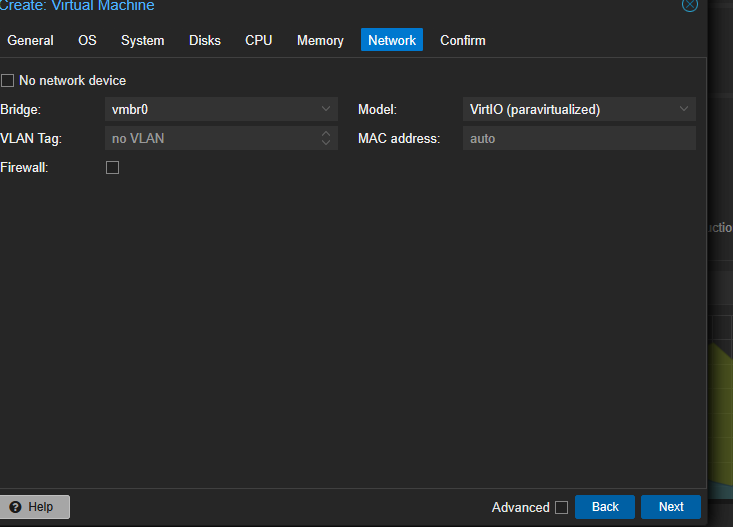 Create: Virtual Machine
General OS System Disks CPU Memory Network Confirm
No network device
Bridge: vmbr0 Model: VirtIO (paravirtualized)
VLAN Tag: no VLAN MAC address: auto
Firewall:
Help Advanced Back Next